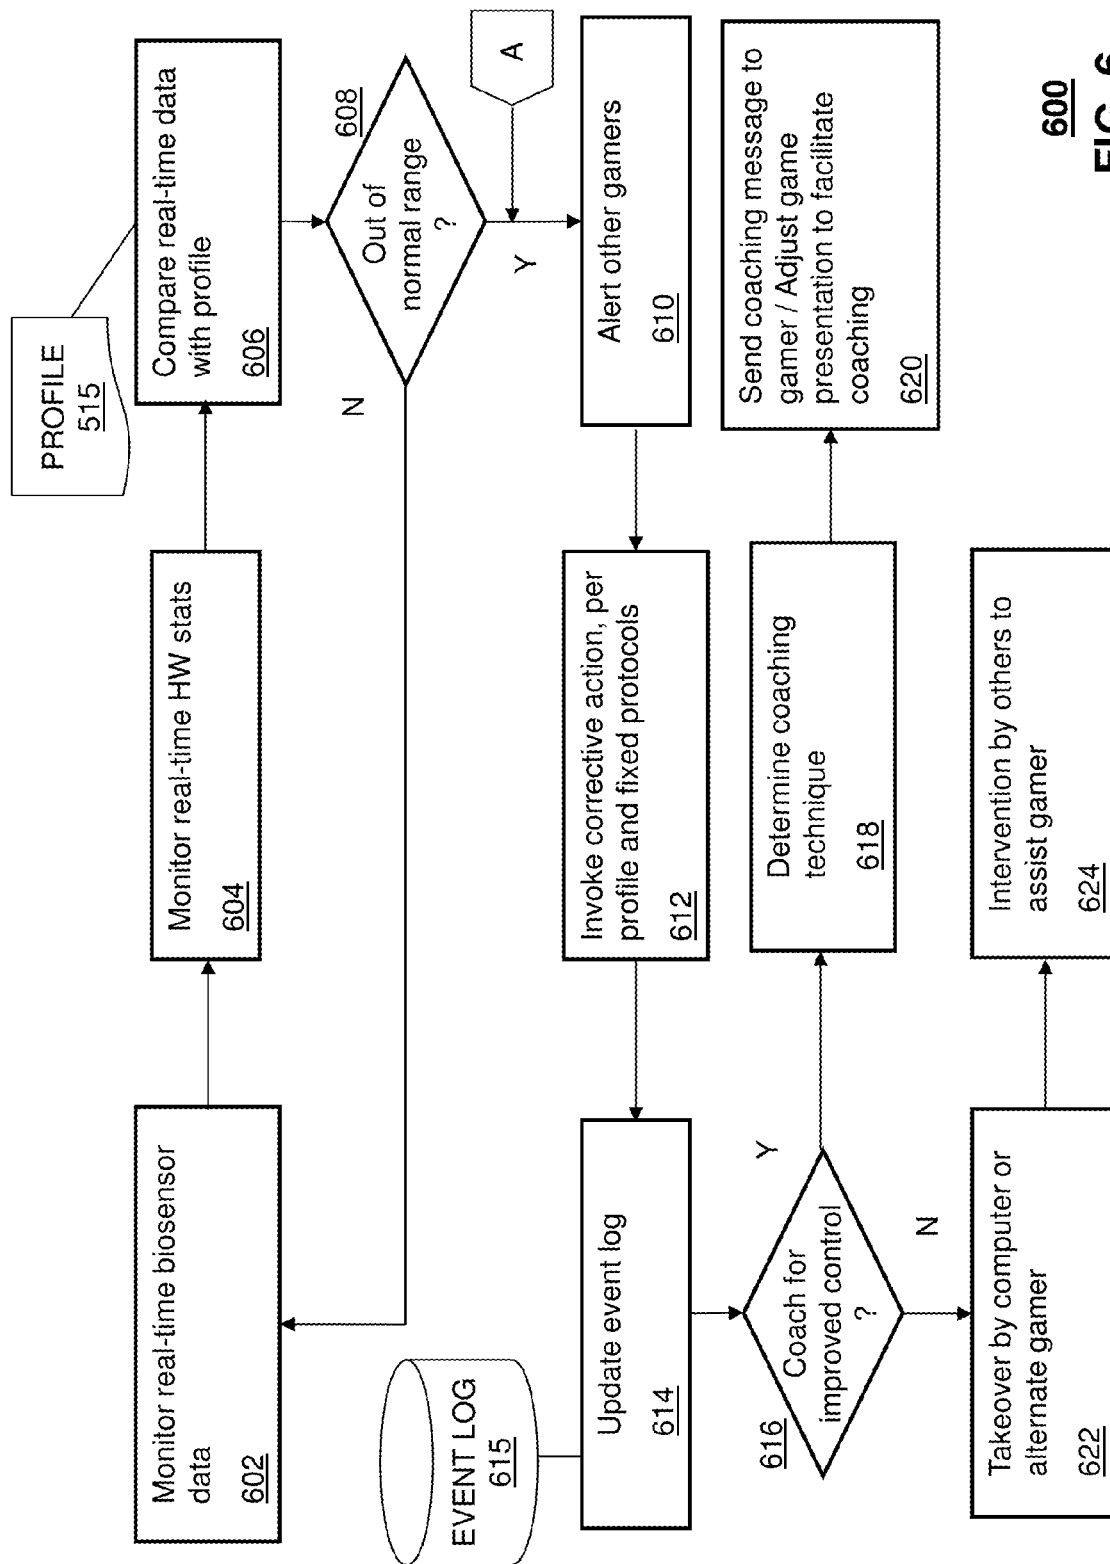 Monitor real-time biosensor
data
602
Monitor real-time HW stats
604
PROFILE
515
Compare real-time data
with profile
606
Out of
normal range
?
608
N
Y
A
Alert other gamers
610
Invoke corrective action, per
profile and fixed protocols
612
EVENT LOG
615
Update event log
614
Coach for
improved control
?
616
Y
N
Determine coaching
technique
618
Send coaching message to
gamer / Adjust game
presentation to facilitate
coaching
620
Takeover by computer or
alternate gamer
622
Intervention by others to
assist gamer
624
600
FIG. 6